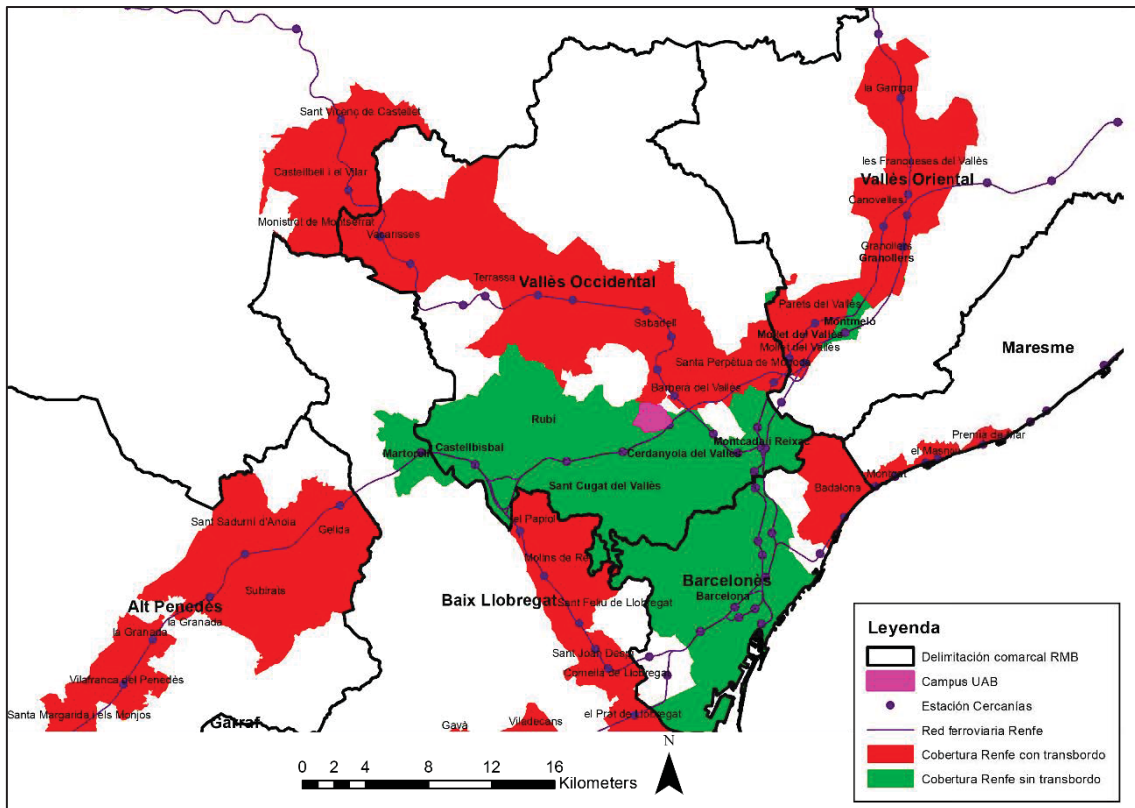 Sant Vicenç de Castellet
la Garriga
Castellbell i el Vilar
les Franqueses del Vallès
Vallès Oriental
Canovelles
Monistrol de Montserrat
Vacarisses
Granollers
Granollers
Terrassa
Vallès Occidental
Parets del Vallès
Sabadell
Montmeló
Mollet del Vallès
Mollet del Vallès
Maresme
Santa Perpètua de Mogoda
Barberà del Vallès
Rubí
Premià de Mar
Castellbisbal
Montcada i Reixac
el Masnou
Martorell
Cerdanyola del Vallès
Montgat
Sant Cugat del Vallès
Badalona
Sant Sadurní d'Anoia
el Papiol
Gelida
Molins de Rei
Subirats
Barcelonès
Barcelona
Alt Penedès
Baix Llobregat
Sant Feliu de Llobregat
la Granada
la Granada
Sant Joan Despí
Vilafranca del Penedès
Cornellà de Llobregat
Santa Margarida i els Monjos
Garraf
Gavà
Viladecans
el Prat de Llobregat
N
0 2 4 8 12 16
Kilometers
Leyenda
Delimitación comarcal RMB
Campus UAB
Estación Cercanías
Red ferroviaria Renfe
Cobertura Renfe con transbordo
Cobertura Renfe sin transbordo